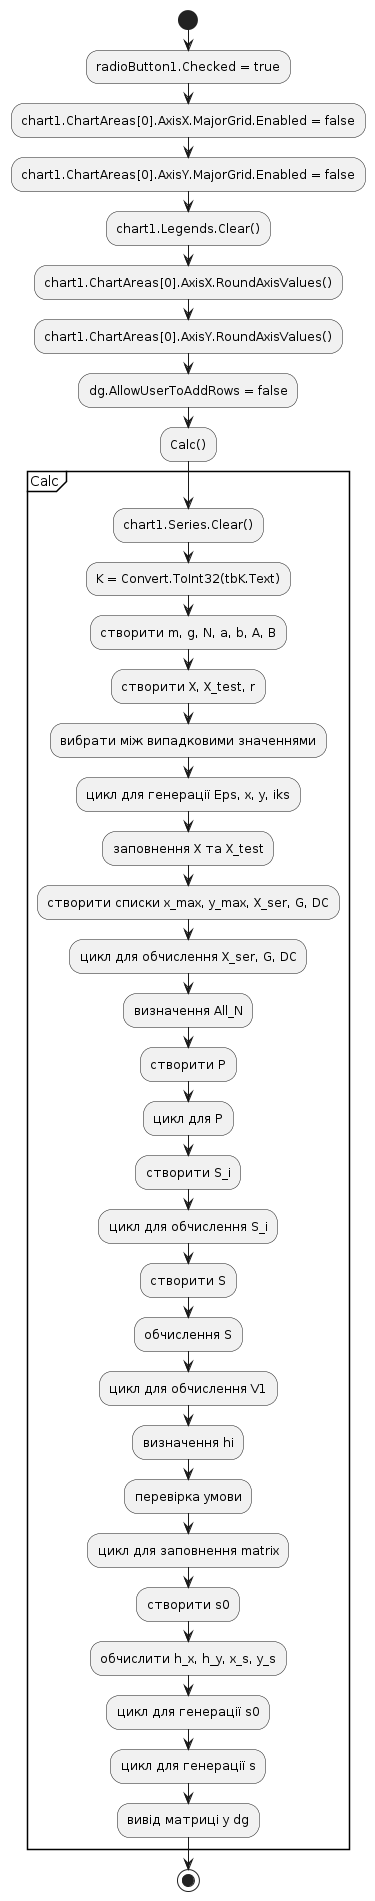 radioButton1.Checked = true
chart1.ChartAreas[0].AxisX.MajorGrid.Enabled = false
chart1.ChartAreas[0].AxisY.MajorGrid.Enabled = false
chart1.Legends.Clear()
chart1.ChartAreas[0].AxisX.RoundAxisValues()
chart1.ChartAreas[0].AxisY.RoundAxisValues()
dg.AllowUserToAddRows = false
Calc()
Calc
chart1.Series.Clear()
K = Convert.ToInt32(tbK.Text)
створити m, g, N, a, b, A, B
створити X, X_test, r
вибрати між випадковими значеннями
цикл для генерації Eps, x, y, iks
заповнення X та X_test
створити списки x_max, y_max, X_ser, G, DC
цикл для обчислення X_ser, G, DC
визначення All_N
створити P
цикл для P
створити S_i
цикл для обчислення S_i
створити S
обчислення S
цикл для обчислення V1
визначення hi
перевірка умови
цикл для заповнення matrix
створити s0
обчислити h_x, h_y, x_s, y_s
цикл для генерації s0
цикл для генерації s
вивід матриці у dg